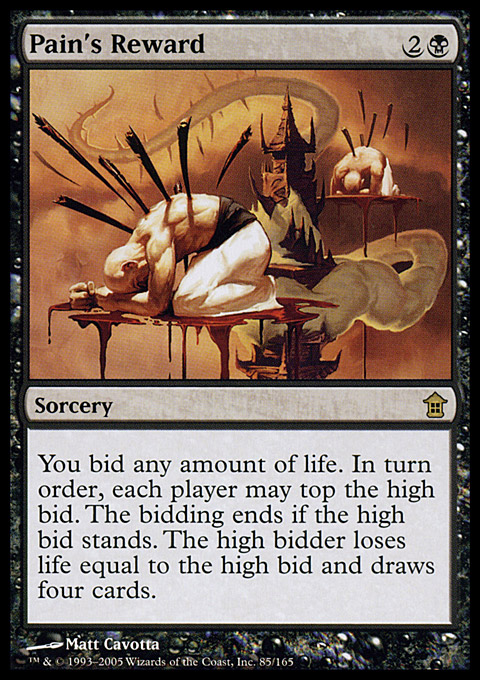 Pain's Reward 2
Sorcery
You bid any amount of life. In turn
order, each player may top the high
bid. The bidding ends if the high
bid stands. The high bidder loses
life equal to the high bid and draws
four cards.
Matt Cavotta
™ & © 1993–2005 Wizards of the Coast, Inc. 85/165